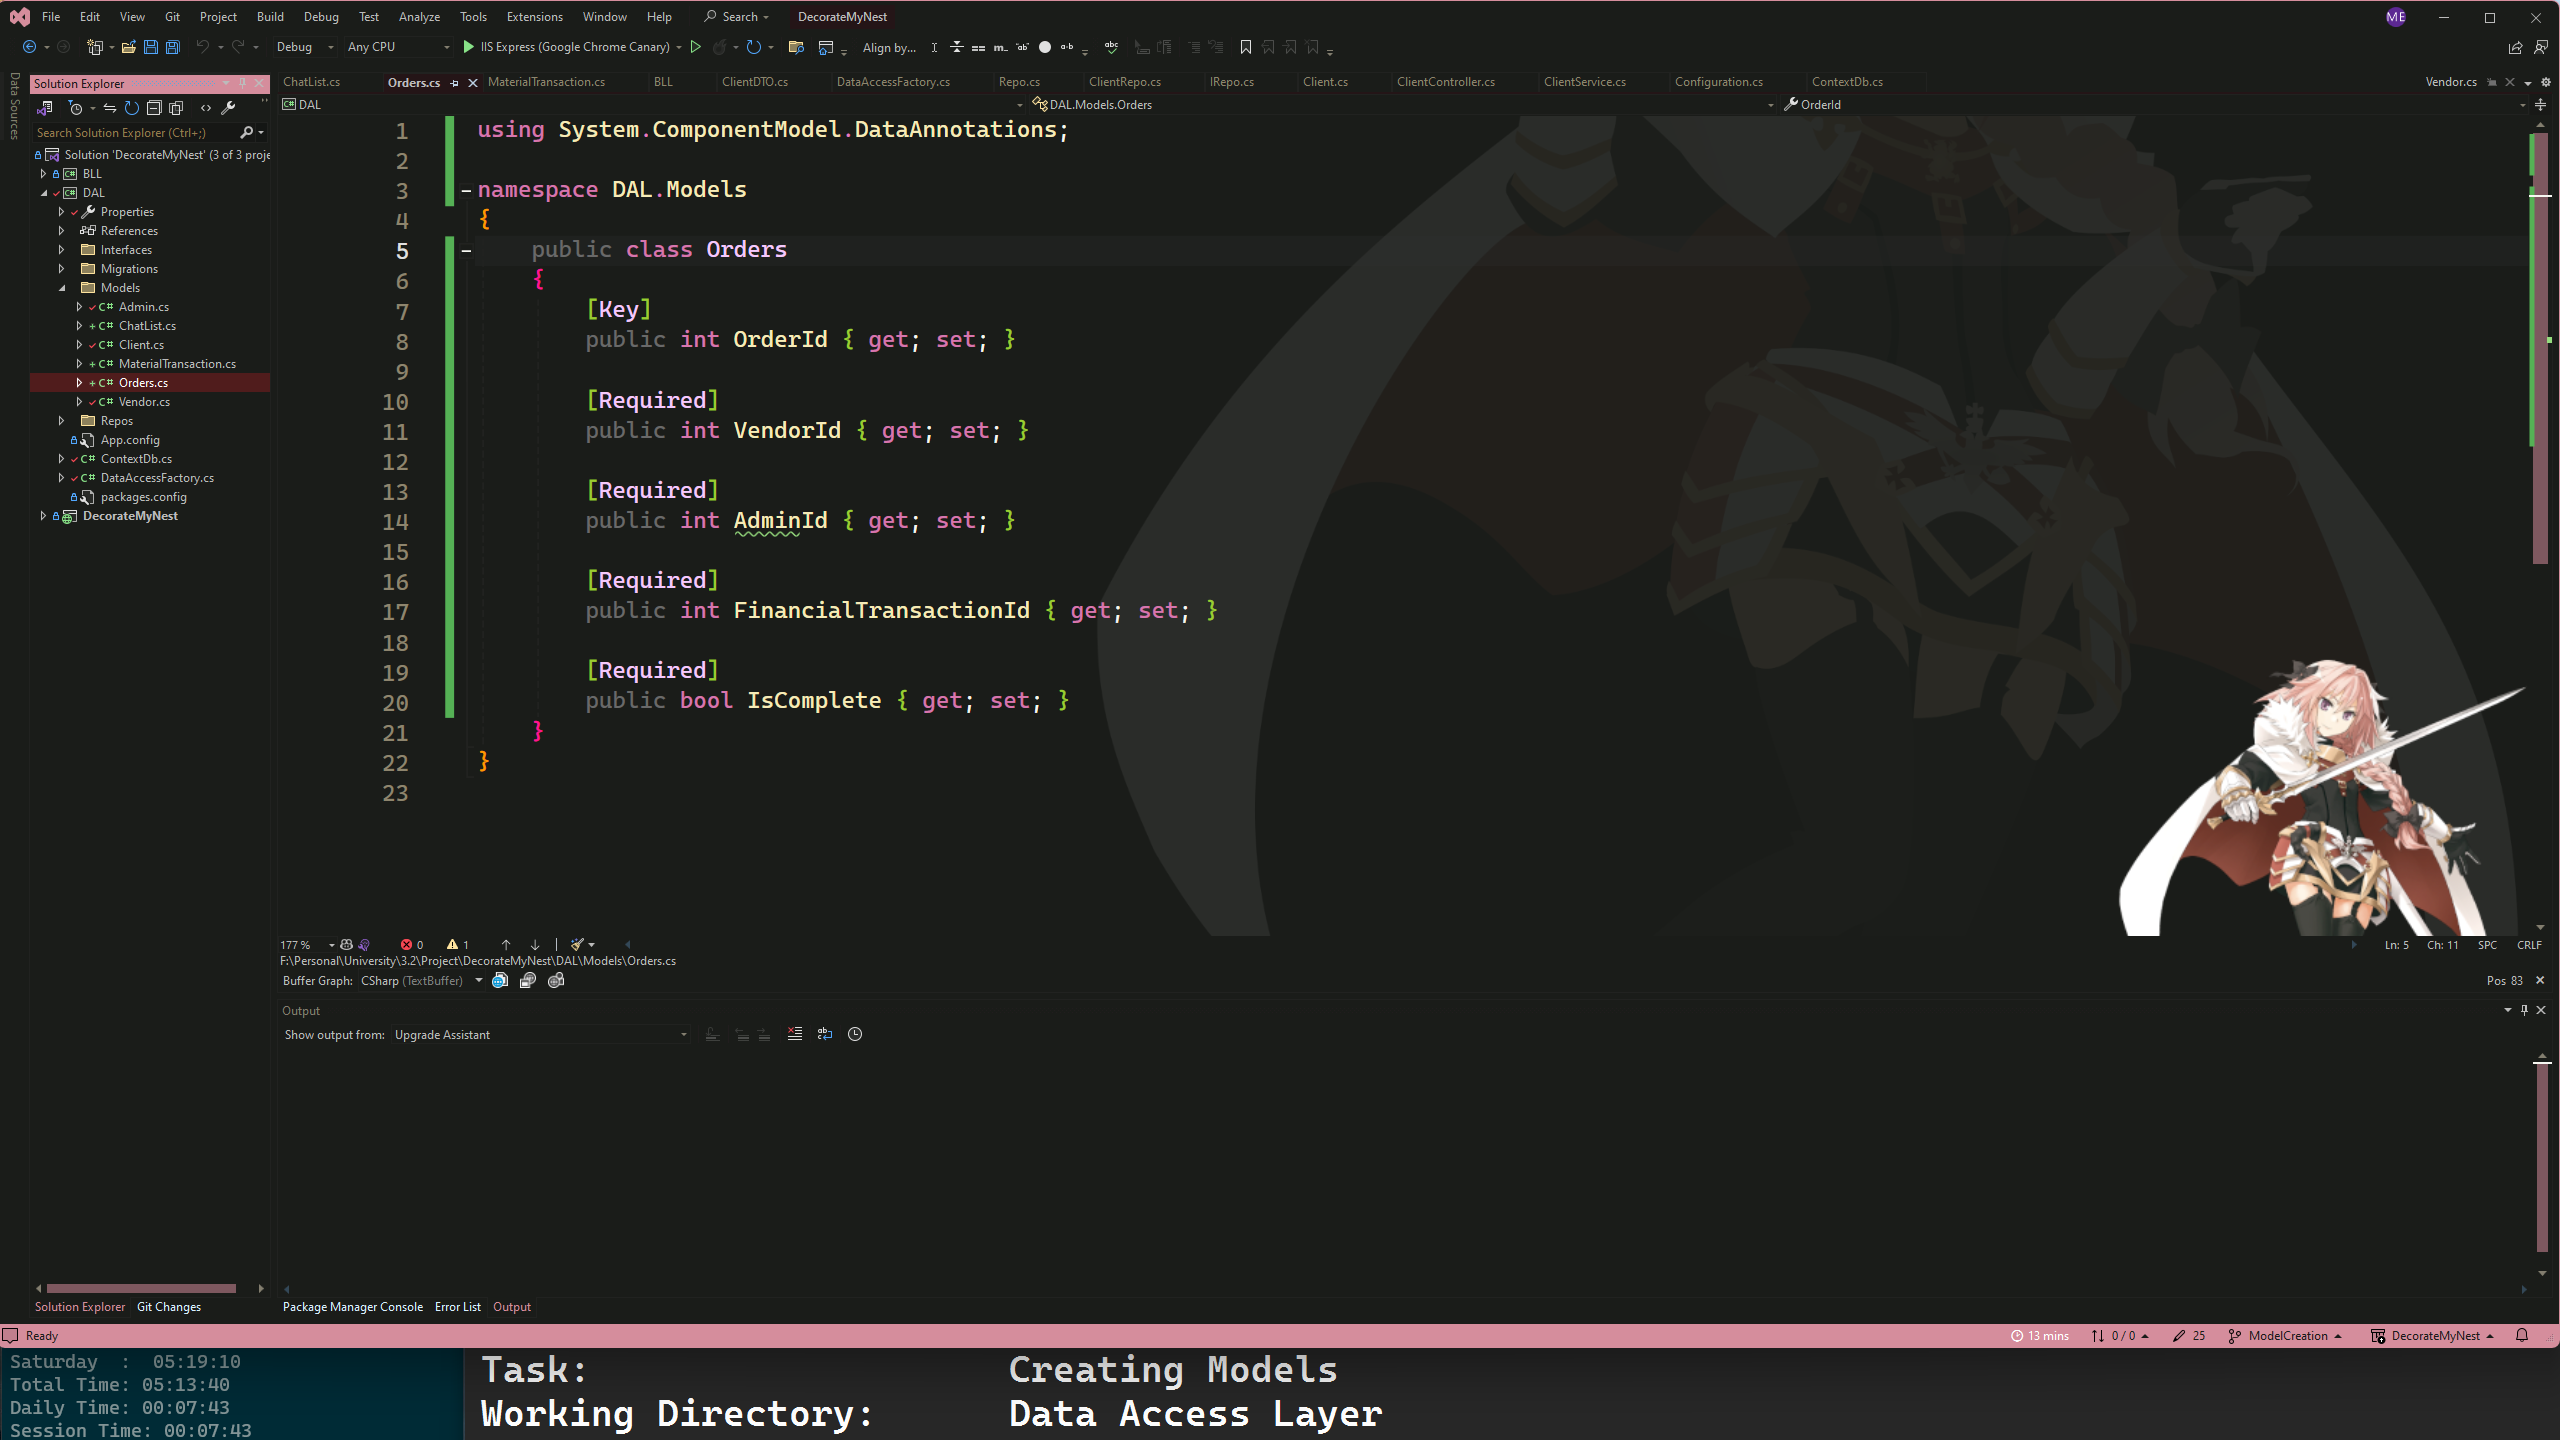 File Edit View Git Project Build Debug Test Analyze Tools Extensions Window Help Search DecorateMyNest ME
Debug Any CPU IIS Express (Google Chrome Canary) Align by...
Data Sources
Solution Explorer
Search Solution Explorer (Ctrl+;)
Solution 'DecorateMyNest' (3 of 3 proje
BLL
DAL
Properties
References
Interfaces
Migrations
Models
C# Admin.cs
C# ChatList.cs
C# Client.cs
C# MaterialTransaction.cs
C# Orders.cs
C# Vendor.cs
Repos
App.config
C# ContextDb.cs
C# DataAccessFactory.cs
packages.config
DecorateMyNest
Solution Explorer Git Changes
ChatList.cs Orders.cs MaterialTransaction.cs BLL ClientDTO.cs DataAccessFactory.cs Repo.cs ClientRepo.cs IRepo.cs Client.cs ClientController.cs ClientService.cs Configuration.cs ContextDb.cs Vendor.cs
DAL DAL.Models.Orders OrderId
1 using System.ComponentModel.DataAnnotations;
2
3 namespace DAL.Models
4 {
5 public class Orders
6 {
7 [Key]
8 public int OrderId { get; set; }
9
10 [Required]
11 public int VendorId { get; set; }
12
13 [Required]
14 public int AdminId { get; set; }
15
16 [Required]
17 public int FinancialTransactionId { get; set; }
18
19 [Required]
20 public bool IsComplete { get; set; }
21 }
22 }
23
177 % 0 1 Ln: 5 Ch: 11 SPC CRLF
F:\Personal\University\3.2\Project\DecorateMyNest\DAL\Models\Orders.cs
Buffer Graph: CSharp (TextBuffer) Pos 83
Output
Show output from: Upgrade Assistant
Package Manager Console Error List Output
Ready 13 mins 0 / 0 25 ModelCreation DecorateMyNest
Saturday : 05:19:10
Total Time: 05:13:40
Daily Time: 00:07:43
Session Time: 00:07:43
Task: Creating Models
Working Directory: Data Access Layer